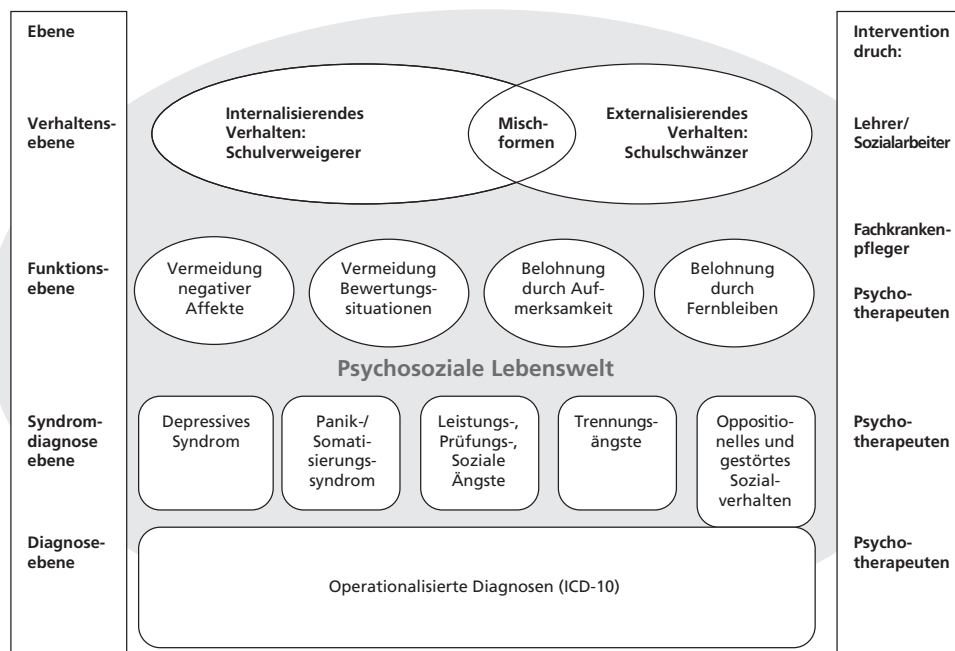 Ebene
Intervention
druch:
Verhaltens-
ebene
Internalisierendes
Verhalten:
Schulverweigerer
Misch-
formen
Externalisierendes
Verhalten:
Schulschwänzer
Lehrer/
Sozialarbeiter
Funktions-
ebene
Vermeidung
negativer
Affekte
Vermeidung
Bewertungs-
situationen
Belohnung
durch Auf-
merksamkeit
Belohnung
durch
Fernbleiben
Fachkranken-
pfleger
Psycho-
therapeuten
Psychosoziale Lebenswelt
Syndrom-
diagnose
ebene
Depressives
Syndrom
Panik-/
Somati-
sierungs-
syndrom
Leistungs-,
Prüfungs-,
Soziale
Ängste
Trennungs-
ängste
Oppositio-
nelles und
gestörtes
Sozial-
verhalten
Psycho-
therapeuten
Diagnose-
ebene
Operationalisierte Diagnosen (ICD-10)
Psycho-
therapeuten